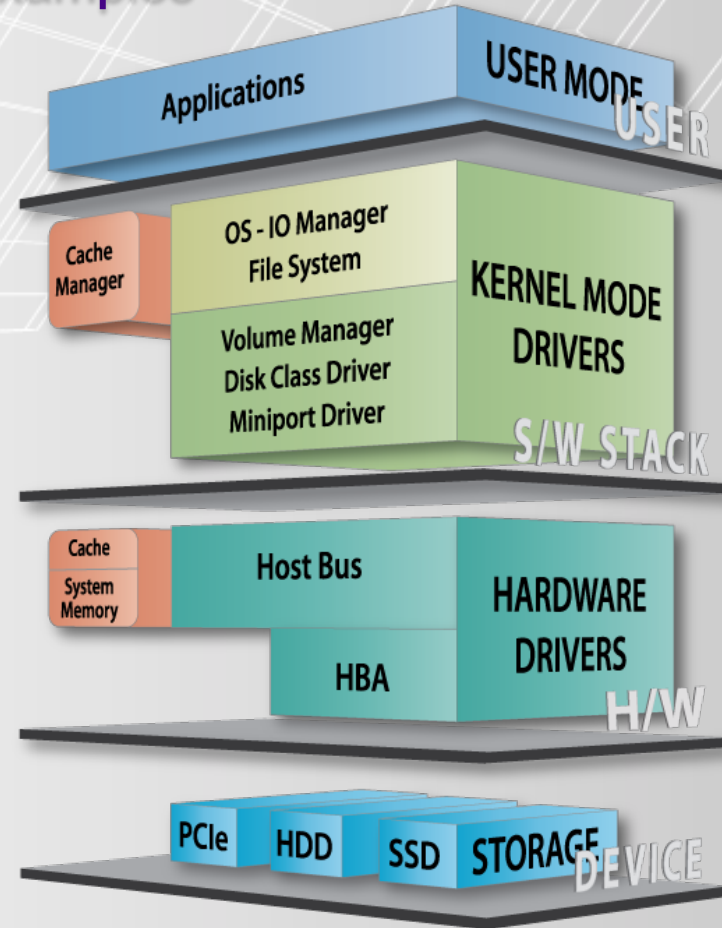 Applications
USER MODE
USER
Cache
Manager
OS - IO Manager
File System
Volume Manager
Disk Class Driver
Miniport Driver
KERNEL MODE
DRIVERS
S/W STACK
Cache
System
Memory
Host Bus
HBA
HARDWARE
DRIVERS
H/W
PCIe
HDD
SSD
STORAGE
DEVICE